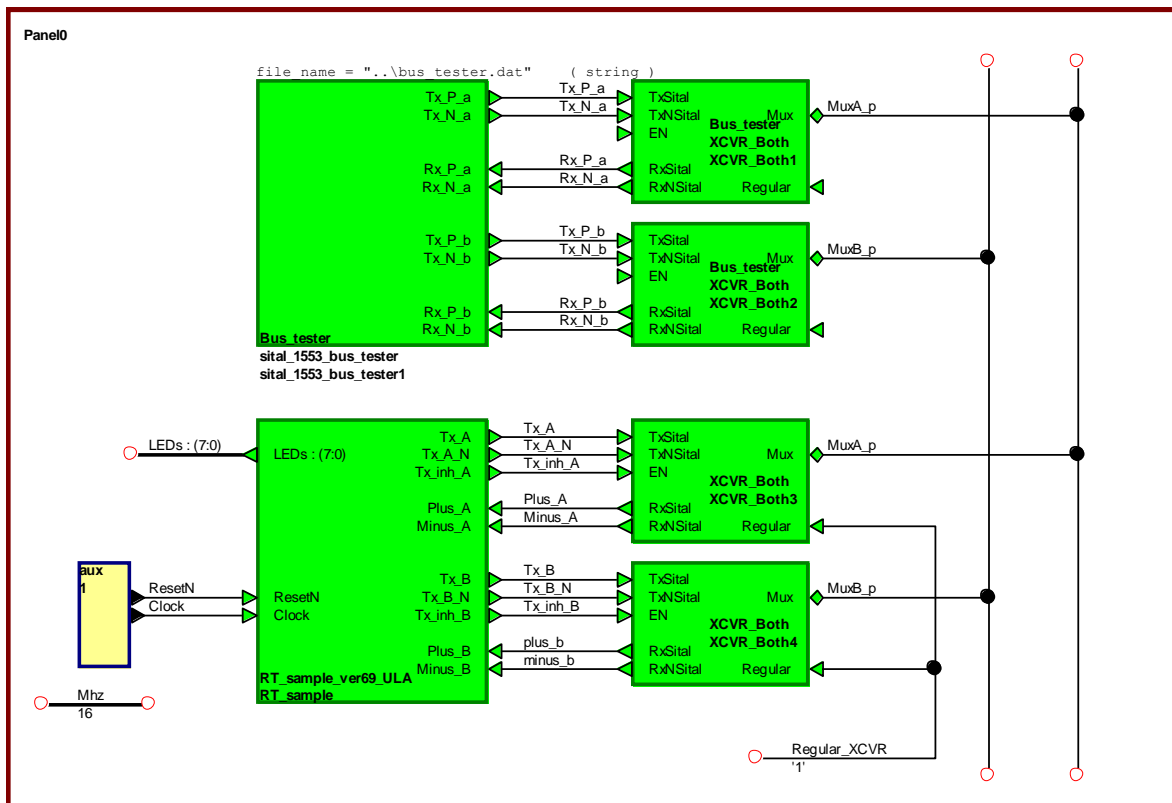 Panel0
file_name = "..\bus_tester.dat"    ( string )
Tx_P_a
Tx_N_a
Rx_P_a
Rx_N_a
Tx_P_b
Tx_N_b
Rx_P_b
Rx_N_b
Bus_tester
sital_1553_bus_tester
sital_1553_bus_tester1
Tx_P_a
Tx_N_a
Rx_P_a
Rx_N_a
TxSital
TxNSital
EN
RxSital
RxNSital
Mux
Bus_tester
XCVR_Both
XCVR_Both1
Regular
MuxA_p
Tx_P_b
Tx_N_b
Rx_P_b
Rx_N_b
TxSital
TxNSital
EN
RxSital
RxNSital
Mux
Bus_tester
XCVR_Both
XCVR_Both2
Regular
MuxB_p
LEDs : (7:0)
LEDs : (7:0)
Tx_A
Tx_A_N
Tx_inh_A
Plus_A
Minus_A
Tx_B
Tx_B_N
Tx_inh_B
Plus_B
Minus_B
ResetN
Clock
RT_sample_ver69_ULA
RT_sample
Tx_A
Tx_A_N
Tx_inh_A
Plus_A
Minus_A
TxSital
TxNSital
EN
RxSital
RxNSital
Mux
XCVR_Both
XCVR_Both3
Regular
MuxA_p
aux
1
ResetN
Clock
Tx_B
Tx_B_N
Tx_inh_B
plus_b
minus_b
TxSital
TxNSital
EN
RxSital
RxNSital
Mux
XCVR_Both
XCVR_Both4
Regular
MuxB_p
Mhz
16
Regular_XCVR
'1'